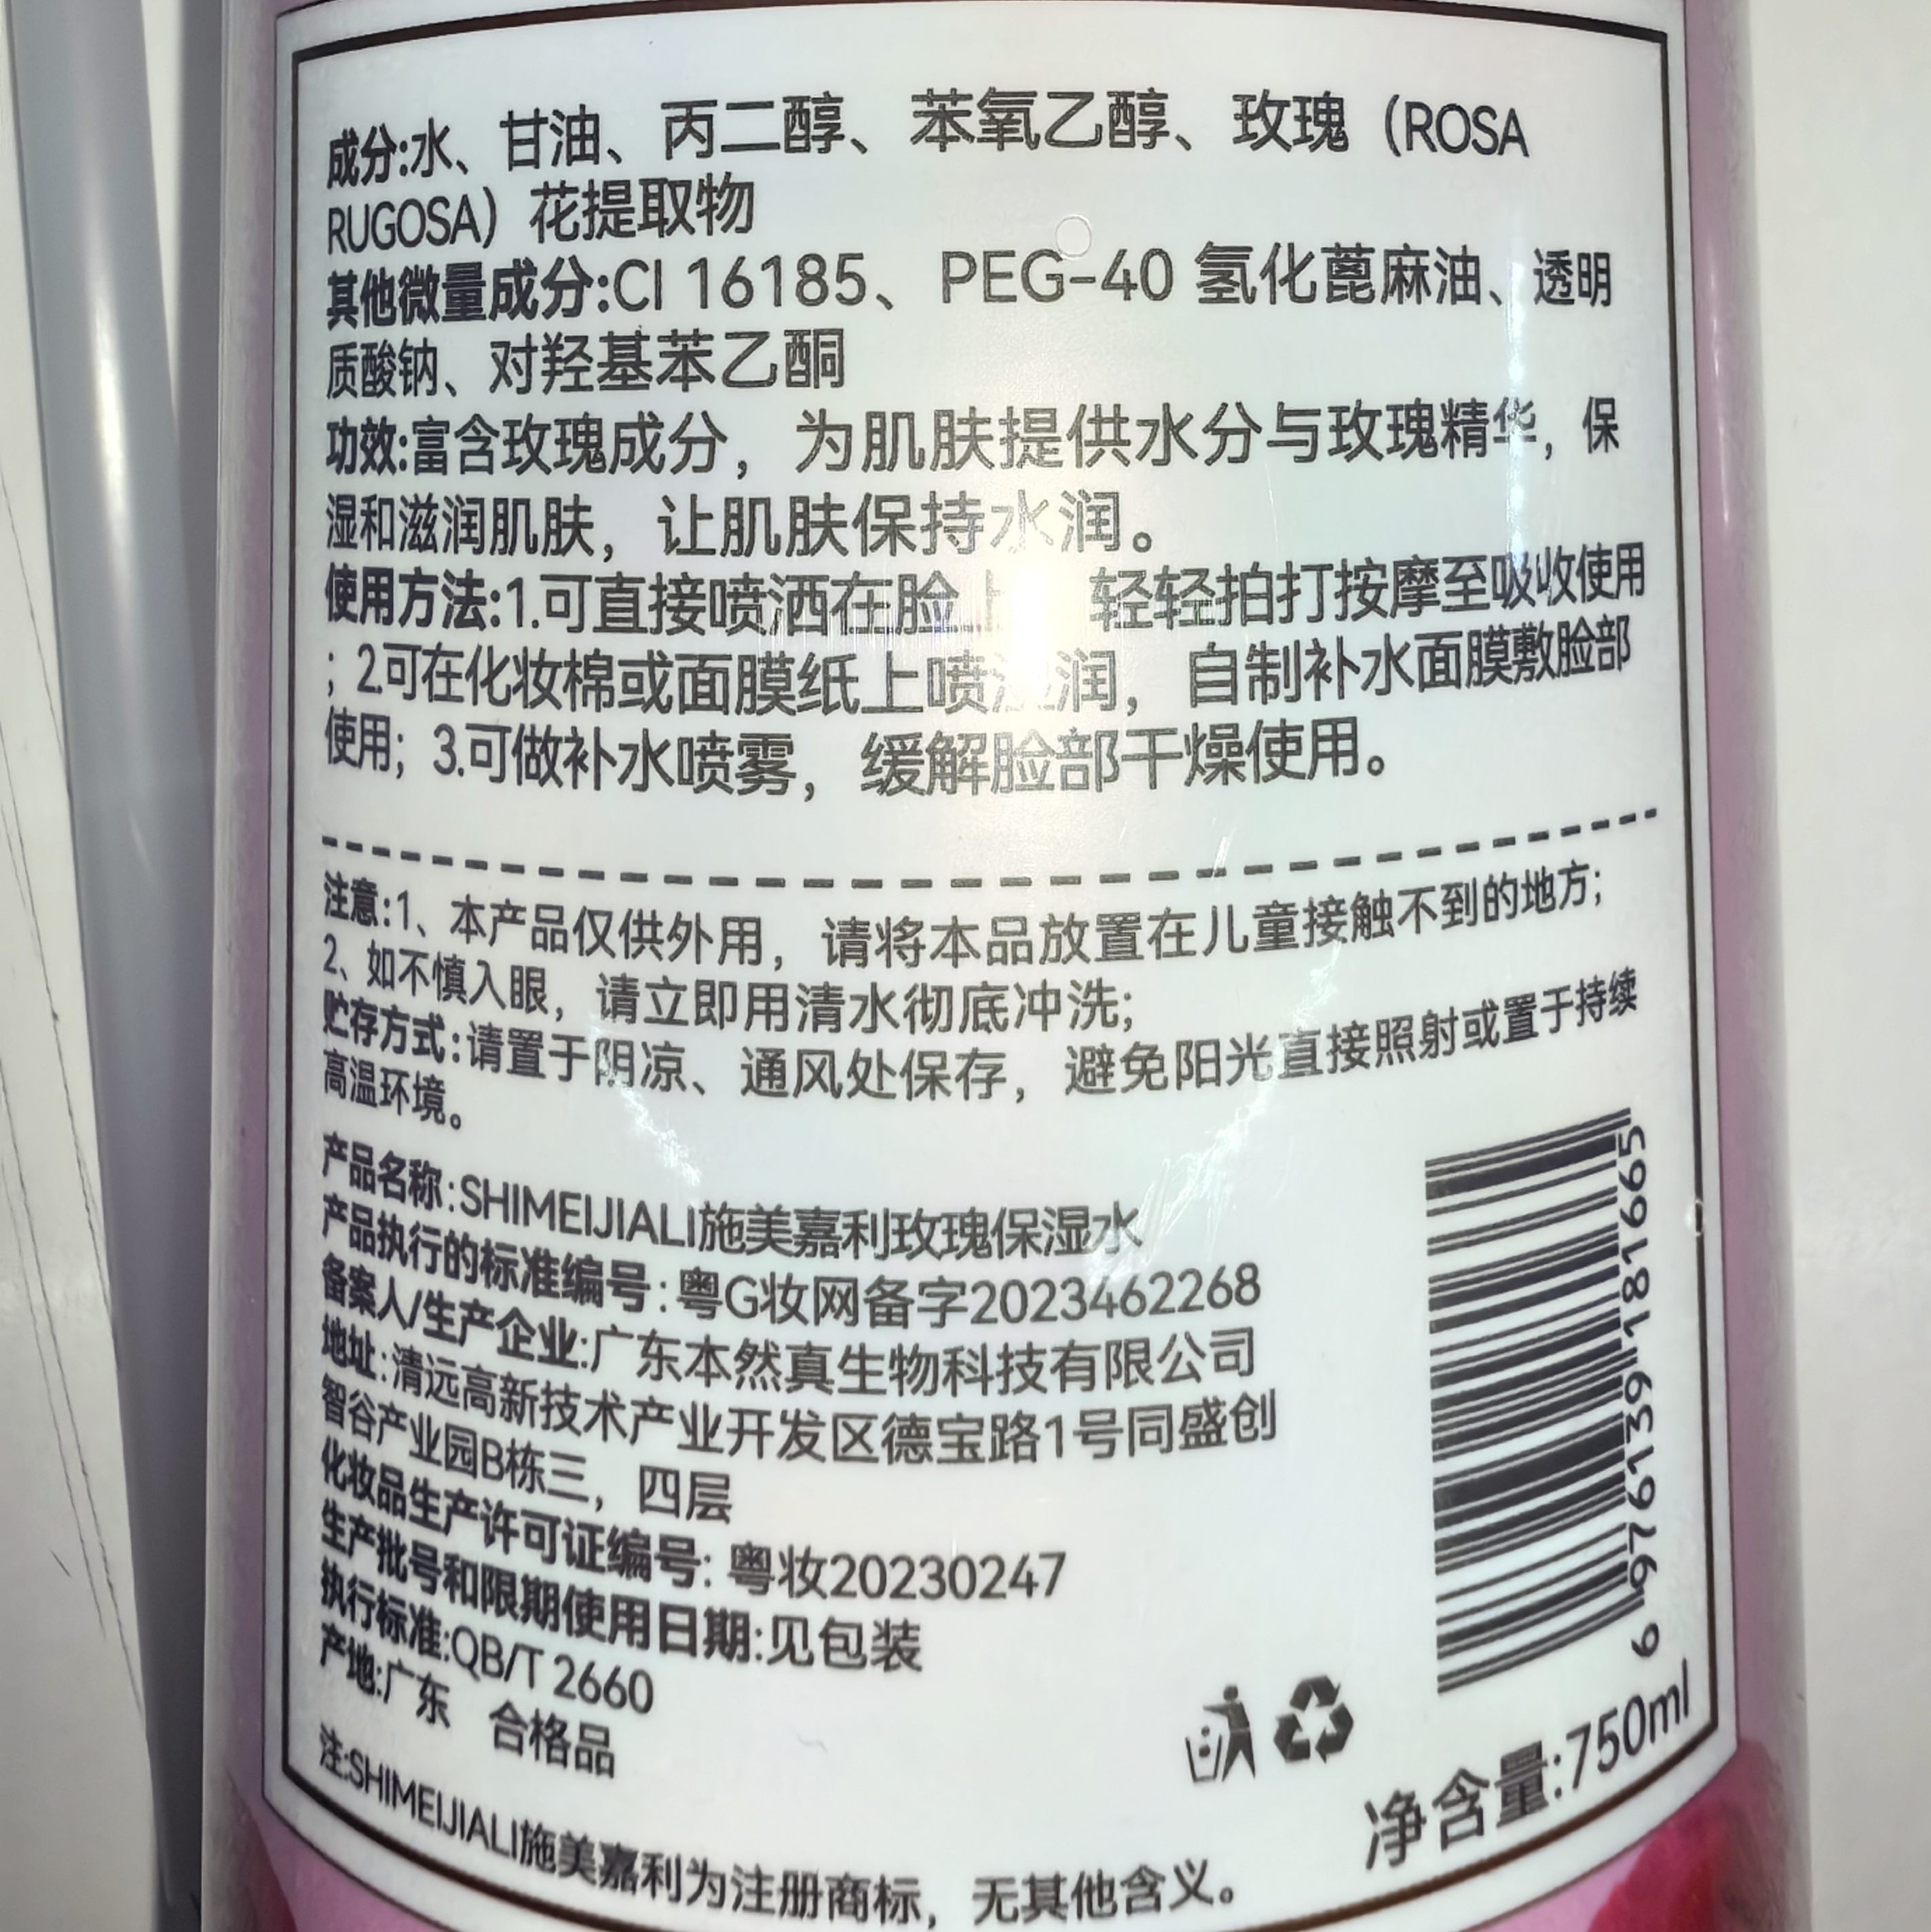 成分:水、甘油、丙二醇、苯氧乙醇、玫瑰（ROSA
RUGOSA）花提取物
其他微量成分:CI 16185、PEG-40 氢化蓖麻油、透明
质酸钠、对羟基苯乙酮
功效:富含玫瑰成分，为肌肤提供水分与玫瑰精华，保
湿和滋润肌肤，让肌肤保持水润。
使用方法:1.可直接喷洒在脸上 轻轻拍打按摩至吸收使用
；2.可在化妆棉或面膜纸上喷湿润，自制补水面膜敷脸部
使用；3.可做补水喷雾，缓解脸部干燥使用。
注意:1、本产品仅供外用，请将本品放置在儿童接触不到的地方；
2、如不慎入眼，请立即用清水彻底冲洗；
贮存方式:请置于阴凉、通风处保存，避免阳光直接照射或置于持续
高温环境。
产品名称:SHIMEIJIALI施美嘉利玫瑰保湿水
产品执行的标准编号:粤G妆网备字2023462268
备案人/生产企业:广东本然真生物科技有限公司
地址:清远高新技术产业开发区德宝路1号同盛创
智谷产业园B栋三，四层
化妆品生产许可证编号:粤妆20230247
生产批号和限期使用日期:见包装
执行标准:QB/T 2660
产地:广东 合格品
注:SHIMEIJIALI施美嘉利为注册商标，无其他含义。
6976139181665
净含量:750ml